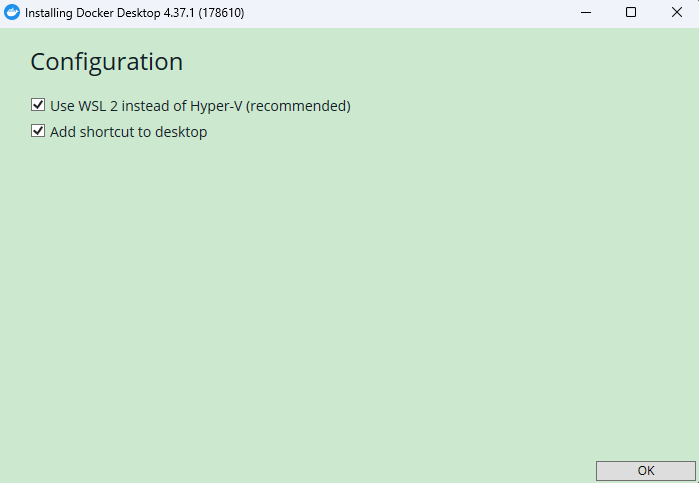 Installing Docker Desktop 4.37.1 (178610)
Configuration
Use WSL 2 instead of Hyper-V (recommended)
Add shortcut to desktop
OK